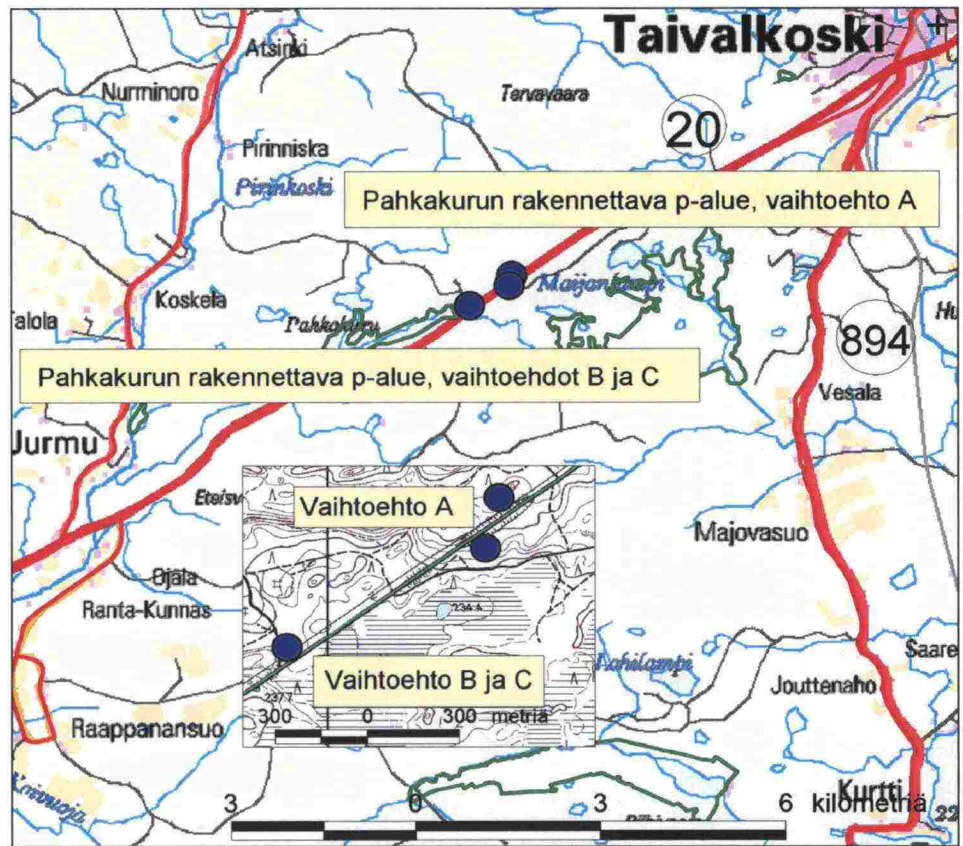 Taivalkoski
Atsinki
Nurminoro
Tervavaara
20
Pirinniska
Pirinkoski
Pahkakurun rakennettava p-alue, vaihtoehto A
Maijanlampi
Koskela
Pahkakuru
894
Vesala
Pahkakurun rakennettava p-alue, vaihtoehdot B ja C
Jurmu
Vaihtoehto A
Majovasuo
Ojala
Ranta-Kunnas
234.4
Saare
Vaihtoehto B ja C
Jouttenaho
Raappanansuo
300 0 300 metriä
Kurtti
3 0 3 6 kilometriä